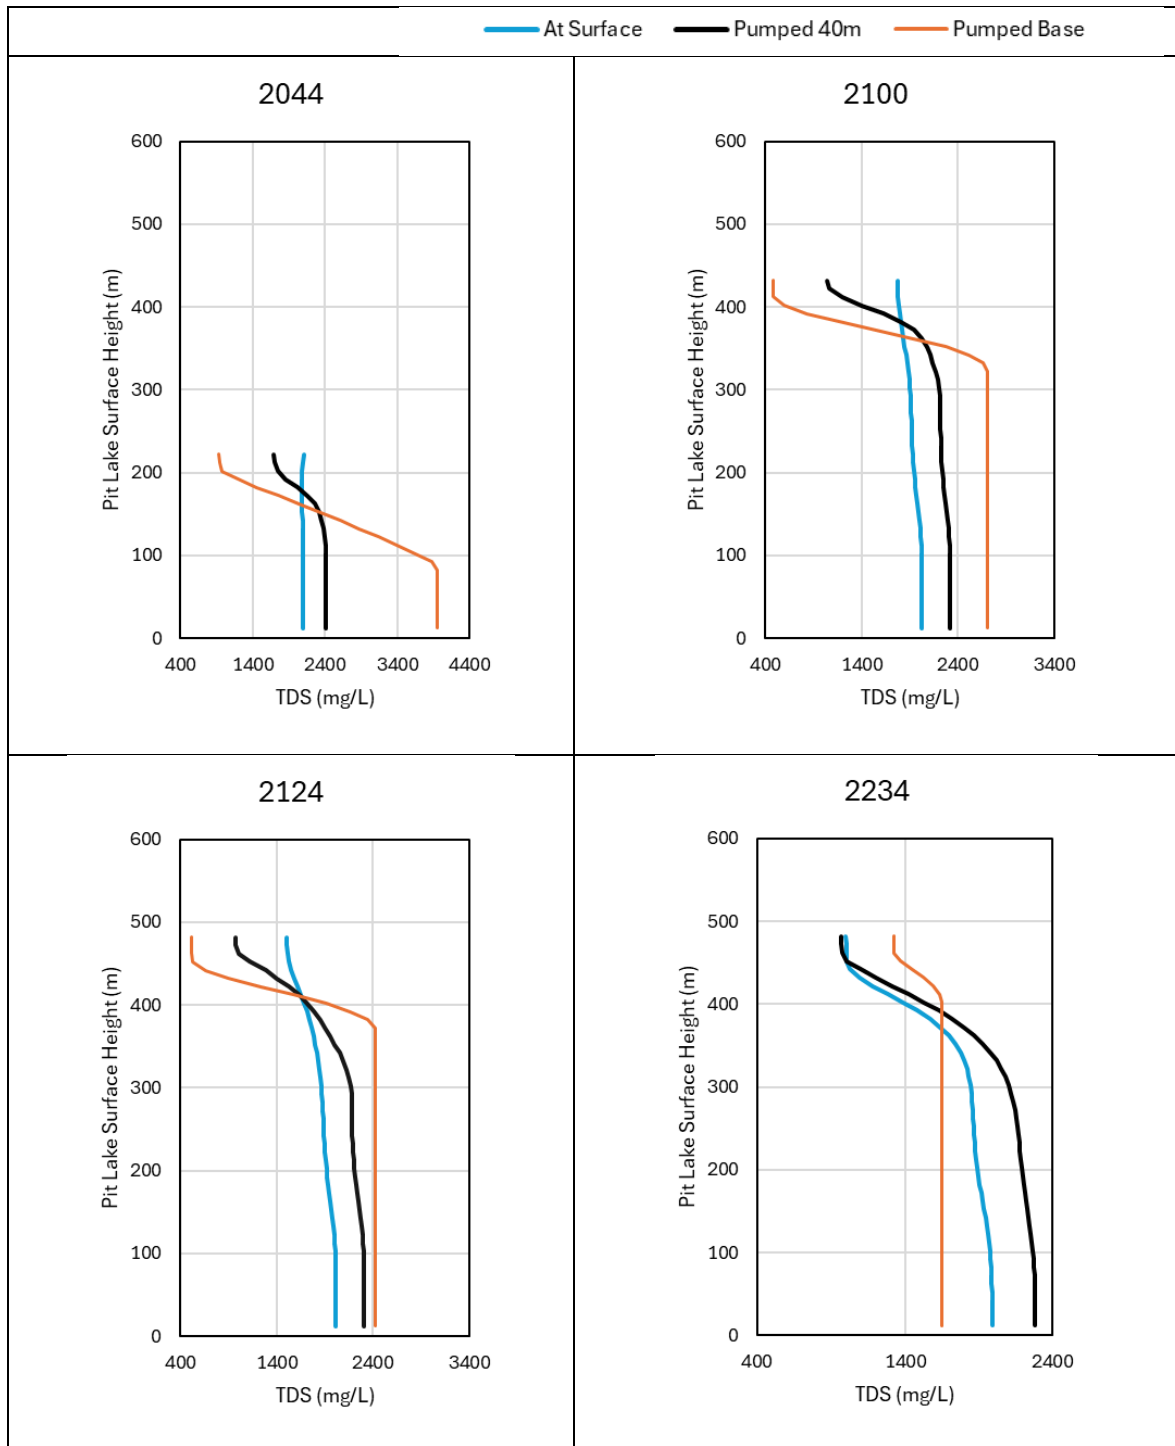 At Surface Pumped 40m Pumped Base
2044
600
500
400
300
200
100
0
Pit Lake Surface Height (m)
400 1400 2400 3400 4400
TDS (mg/L)
2100
600
500
400
300
200
100
0
Pit Lake Surface Height (m)
400 1400 2400 3400
TDS (mg/L)
2124
600
500
400
300
200
100
0
Pit Lake Surface Height (m)
400 1400 2400 3400
TDS (mg/L)
2234
600
500
400
300
200
100
0
Pit Lake Surface Height (m)
400 1400 2400
TDS (mg/L)